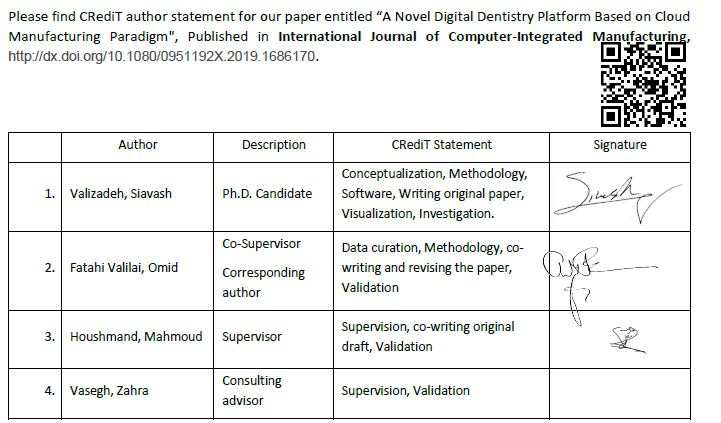 Please find CRediT author statement for our paper entitled “A Novel Digital Dentistry Platform Based on Cloud
Manufacturing Paradigm", Published in International Journal of Computer-Integrated Manufacturing,
http://dx.doi.org/10.1080/0951192X.2019.1686170.
Author Description CRediT Statement Signature
1. Valizadeh, Siavash Ph.D. Candidate
Conceptualization, Methodology,
Software, Writing original paper,
Visualization, Investigation.
Siavash
2. Fatahi Valilai, Omid
Co-Supervisor
Corresponding
author
Data curation, Methodology, co-
writing and revising the paper,
Validation
3. Houshmand, Mahmoud Supervisor
Supervision, co-writing original
draft, Validation
4. Vasegh, Zahra
Consulting
advisor
Supervision, Validation